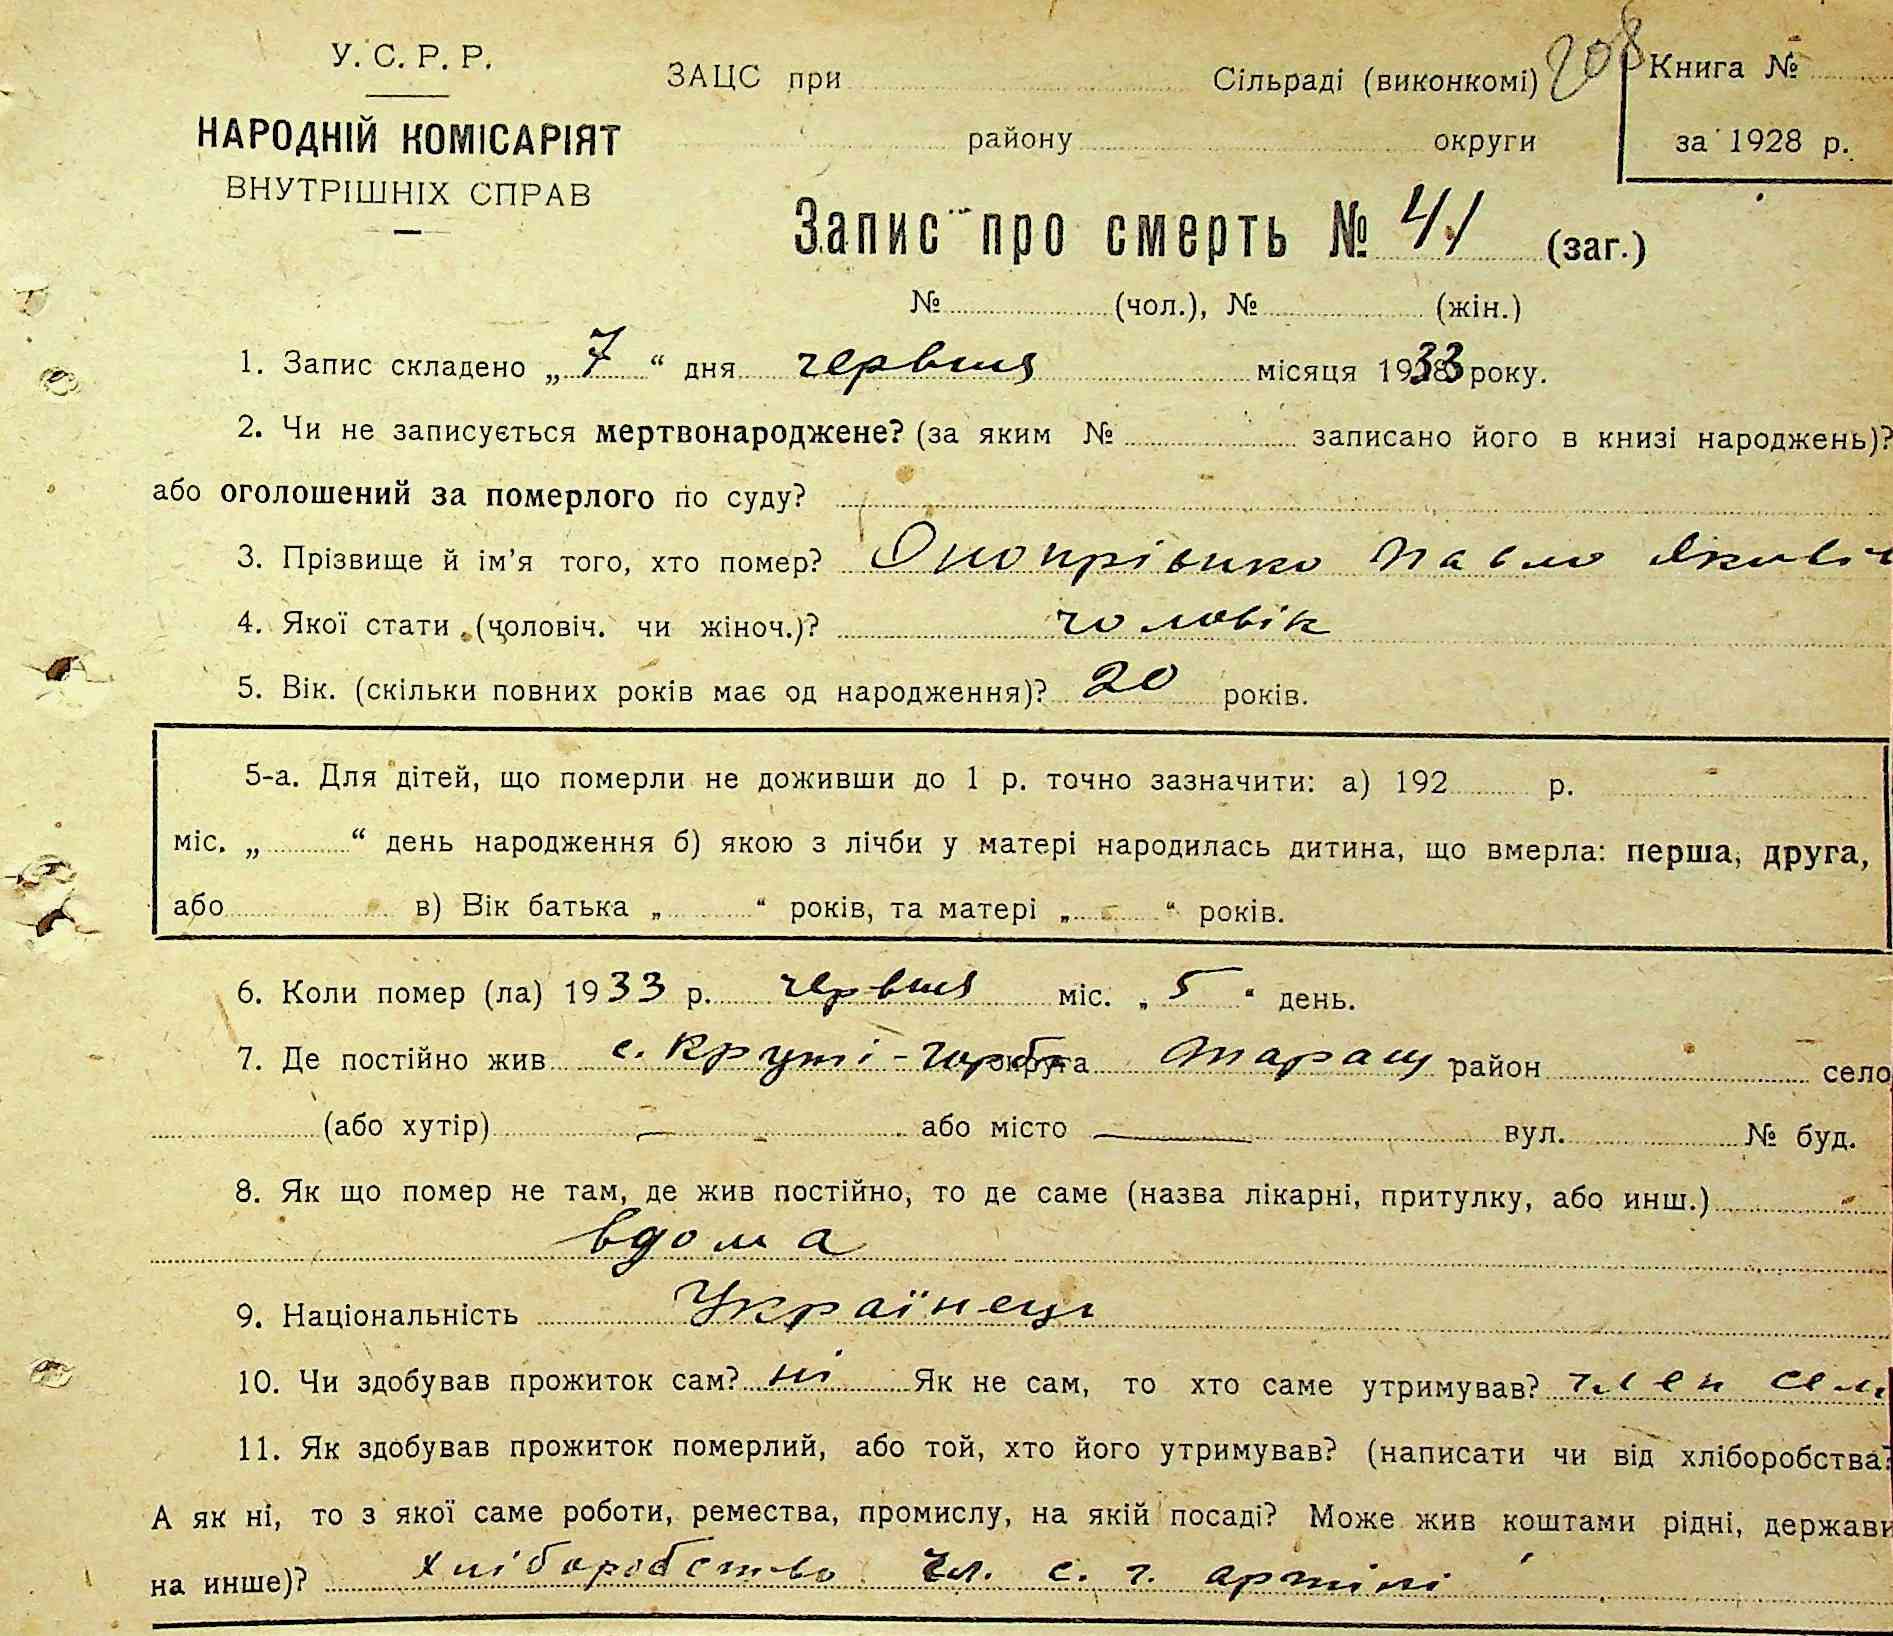 У. С. Р. Р.
НАРОДНІЙ КОМІСАРІЯТ
ВНУТРІШНІХ СПРАВ
ЗАЦС при Сільраді (виконкомі)
району округи
208
Книга №
за 1928 р.
Запис про смерть № 41 (заг.)
№ (чол.), № (жін.)
1. Запис складено „ 7 “ дня червня місяця 1933 року.
2. Чи не записується мертвонароджене? (за яким № записано його в книзі народжень)?
або оголошений за померлого по суду?
3. Прізвище й ім’я того, хто помер? Онопрієнко Павло Яковіч
4. Якої стати (чоловіч. чи жіноч.)? чоловік
5. Вік. (скільки повних років має од народження)? 20 років.
5-а. Для дітей, що померли не доживши до 1 р. точно зазначити: а) 192 р.
міс. „ “ день народження б) якою з лічби у матері народилась дитина, що вмерла: перша, друга,
або в) Вік батька „ “ років, та матері „ “ років.
6. Коли помер (ла) 1933 р. червня міс. „ 5 “ день.
7. Де постійно жив с. Круті-Горби округа Таращ район село
(або хутір) — або місто — вул. № буд.
8. Як що помер не там, де жив постійно, то де саме (назва лікарні, притулку, або инш.)
вдома
9. Національність Українець
10. Чи здобував прожиток сам? ні Як не сам, то хто саме утримував? член сем
11. Як здобував прожиток померлий, або той, хто його утримував? (написати чи від хліборобства?
А як ні, то з якої саме роботи, ремества, промислу, на якій посаді? Може жив коштами рідні, держави
на инше)? хліборобство чл. с. г. артілі